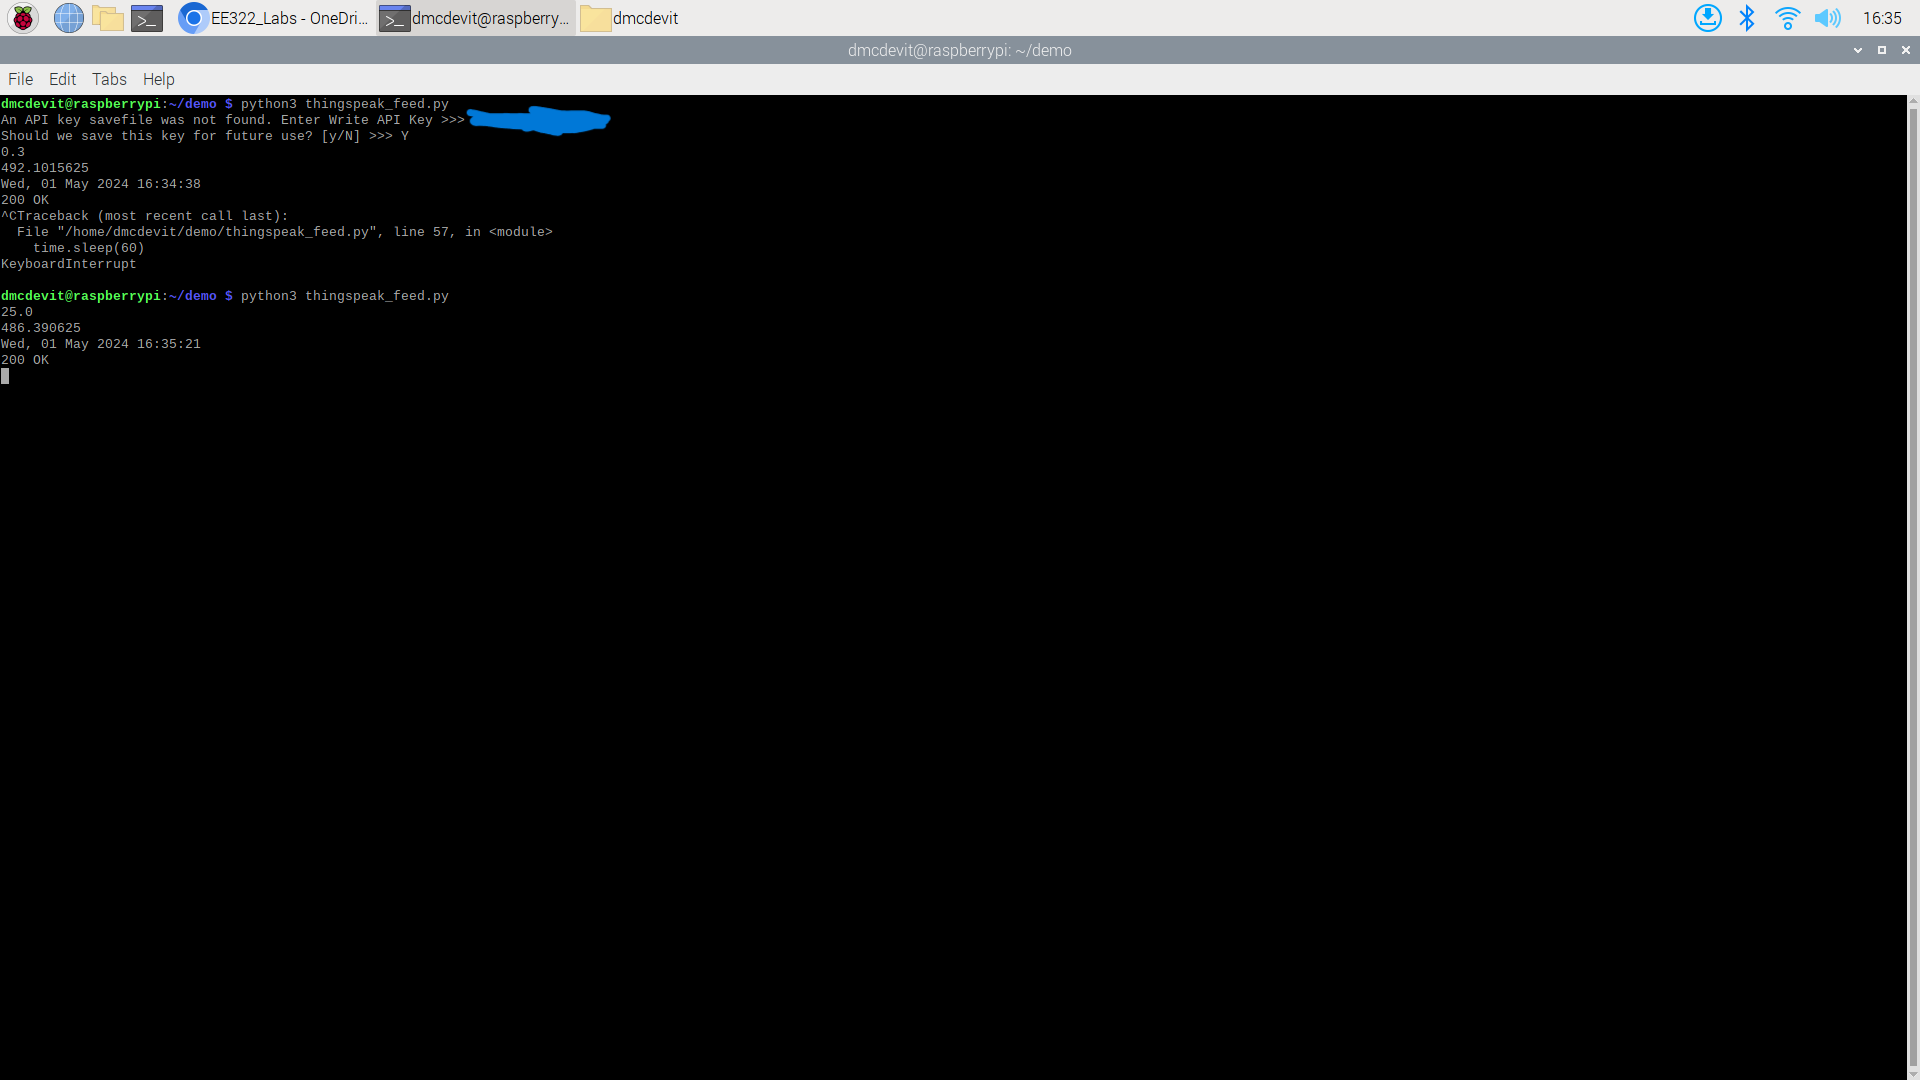 EE322_Labs - OneDri...
dmcdevit@raspberry...
dmcdevit
16:35
dmcdevit@raspberrypi: ~/demo
File Edit Tabs Help
dmcdevit@raspberrypi:~/demo $ python3 thingspeak_feed.py
An API key savefile was not found. Enter Write API Key >>>
Should we save this key for future use? [y/N] >>> Y
0.3
492.1015625
Wed, 01 May 2024 16:34:38
200 OK
^CTraceback (most recent call last):
  File "/home/dmcdevit/demo/thingspeak_feed.py", line 57, in <module>
    time.sleep(60)
KeyboardInterrupt
dmcdevit@raspberrypi:~/demo $ python3 thingspeak_feed.py
25.0
486.390625
Wed, 01 May 2024 16:35:21
200 OK